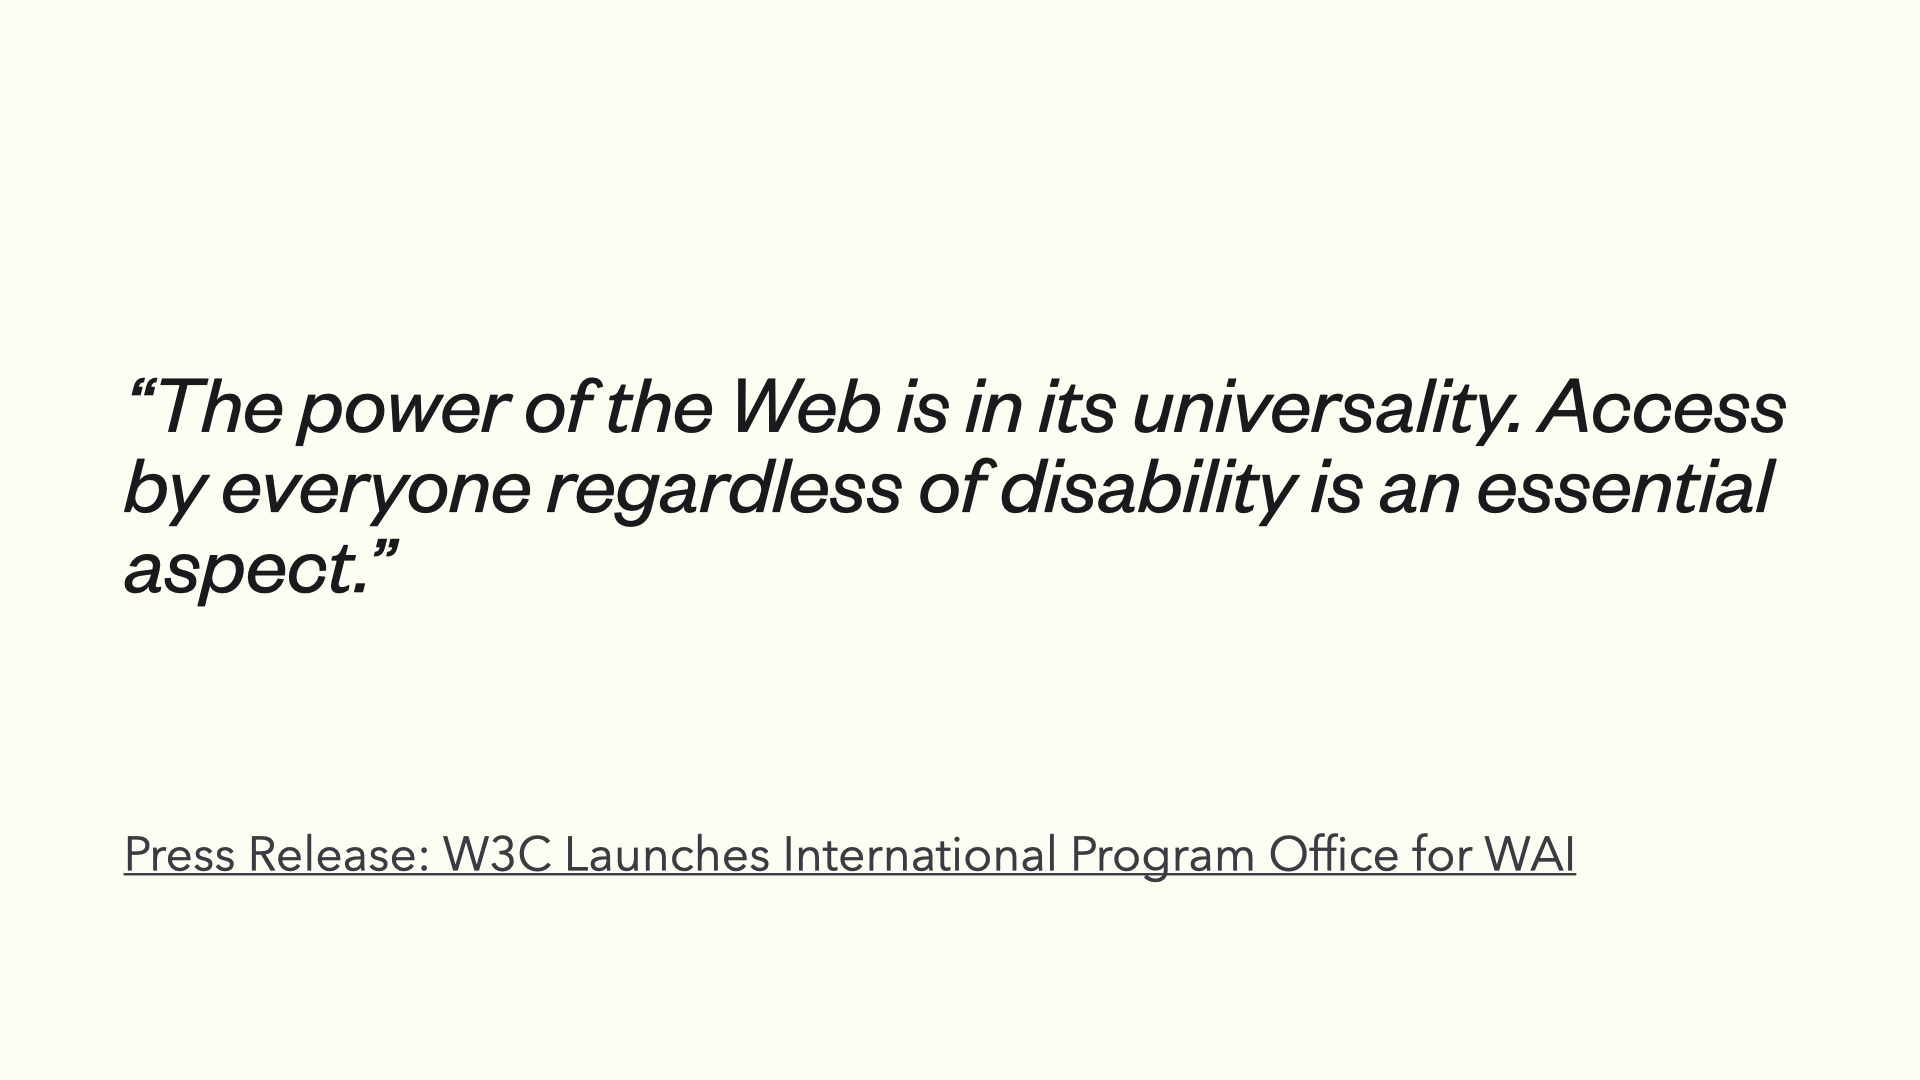 “The power of the Web is in its universality. Access
by everyone regardless of disability is an essential
aspect.”
Press Release: W3C Launches International Program Office for WAI